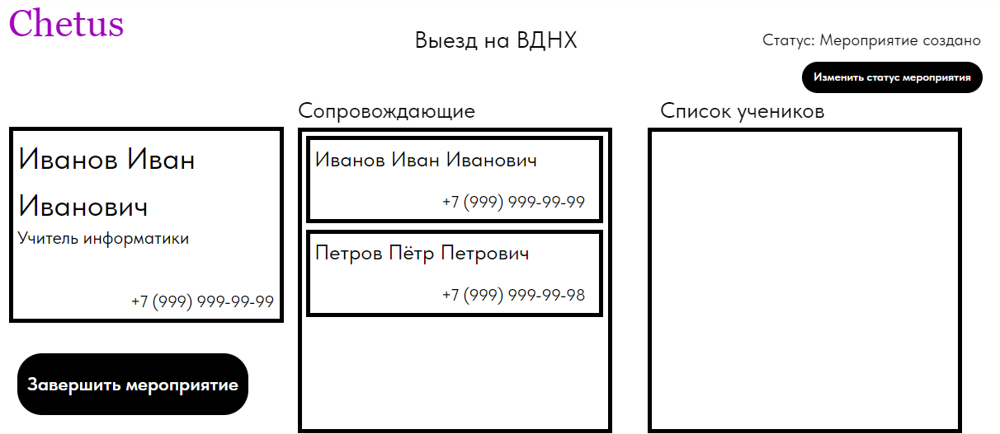 Chetus
Выезд на ВДНХ
Статус: Мероприятие создано
Изменить статус мероприятия
Иванов Иван
Иванович
Учитель информатики
+7 (999) 999-99-99
Завершить мероприятие
Сопровождающие
Иванов Иван Иванович
+7 (999) 999-99-99
Петров Пётр Петрович
+7 (999) 999-99-98
Список учеников